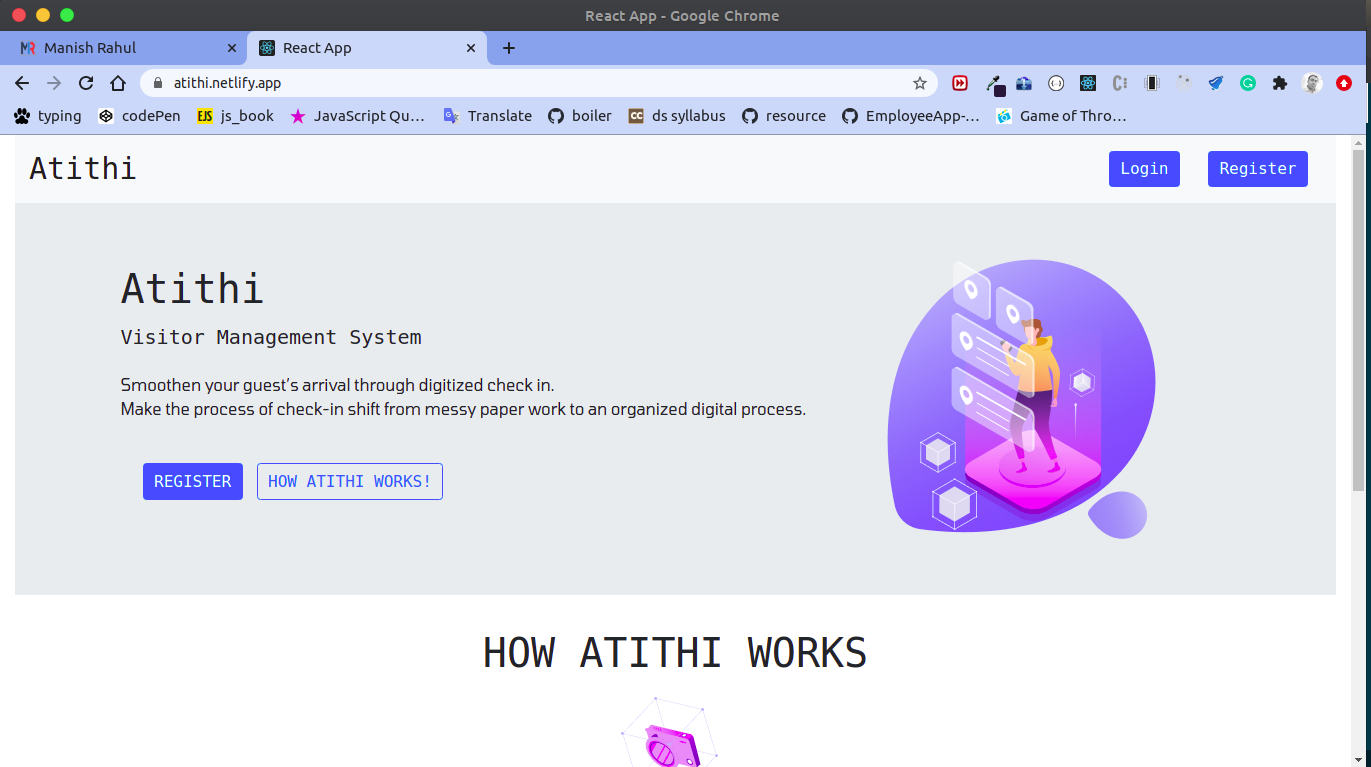 React App - Google Chrome
Manish Rahul
React App
atithi.netlify.app
typing codePen EJS js_book JavaScript Qu... Translate boiler CC ds syllabus resource EmployeeApp-... Game of Thro...
Atithi Login Register
Atithi
Visitor Management System
Smoothen your guest's arrival through digitized check in.
Make the process of check-in shift from messy paper work to an organized digital process.
REGISTER HOW ATITHI WORKS!
HOW ATITHI WORKS